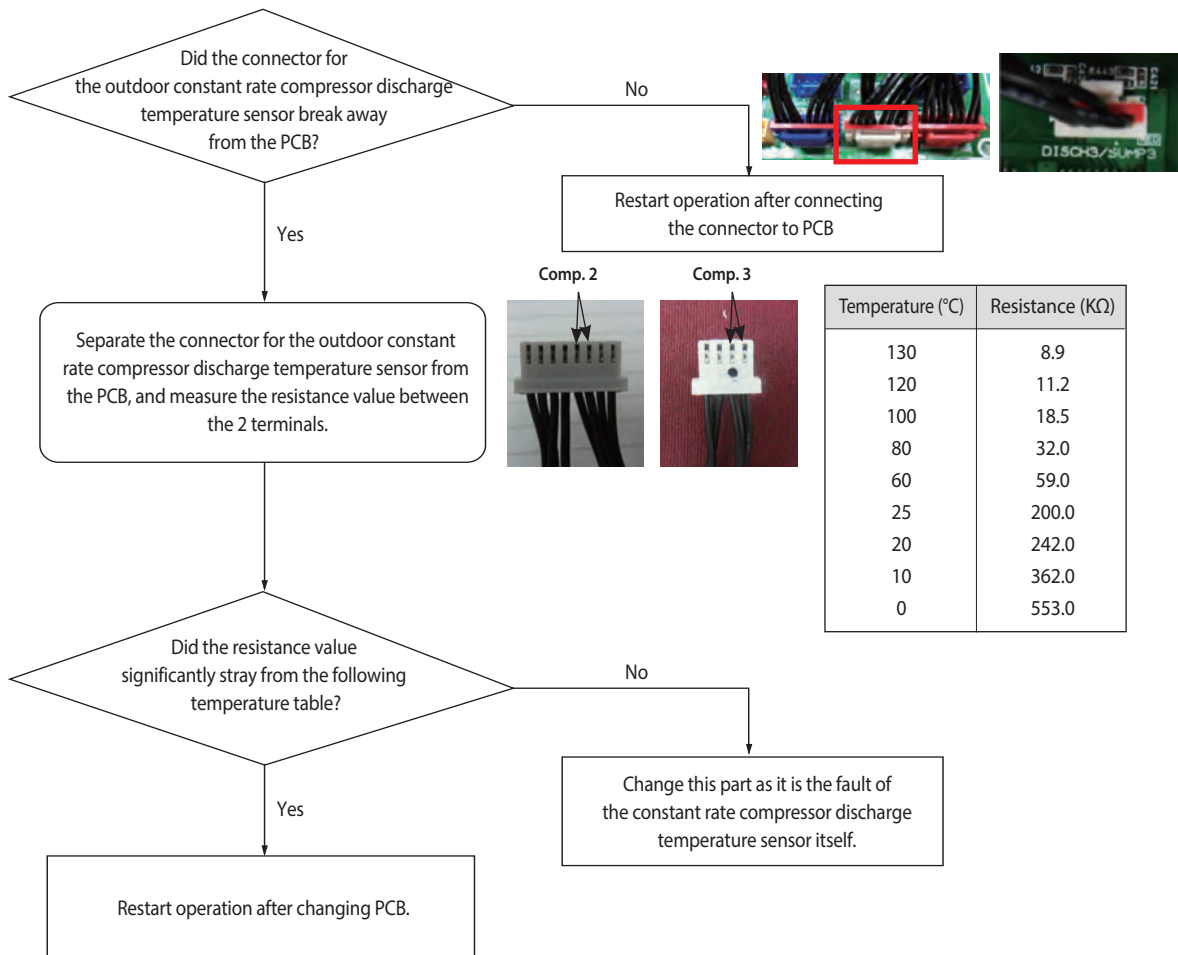 Did the connector for
the outdoor constant rate compressor discharge
temperature sensor break away
from the PCB?
No
DISCH3/SUMP3
Restart operation after connecting
the connector to PCB
Yes
Comp. 2
Comp. 3
Separate the connector for the outdoor constant
rate compressor discharge temperature sensor from
the PCB, and measure the resistance value between
the 2 terminals.
Temperature (°C) Resistance (KΩ)
130 8.9
120 11.2
100 18.5
80 32.0
60 59.0
25 200.0
20 242.0
10 362.0
0 553.0
Did the resistance value
significantly stray from the following
temperature table?
No
Change this part as it is the fault of
the constant rate compressor discharge
temperature sensor itself.
Yes
Restart operation after changing PCB.